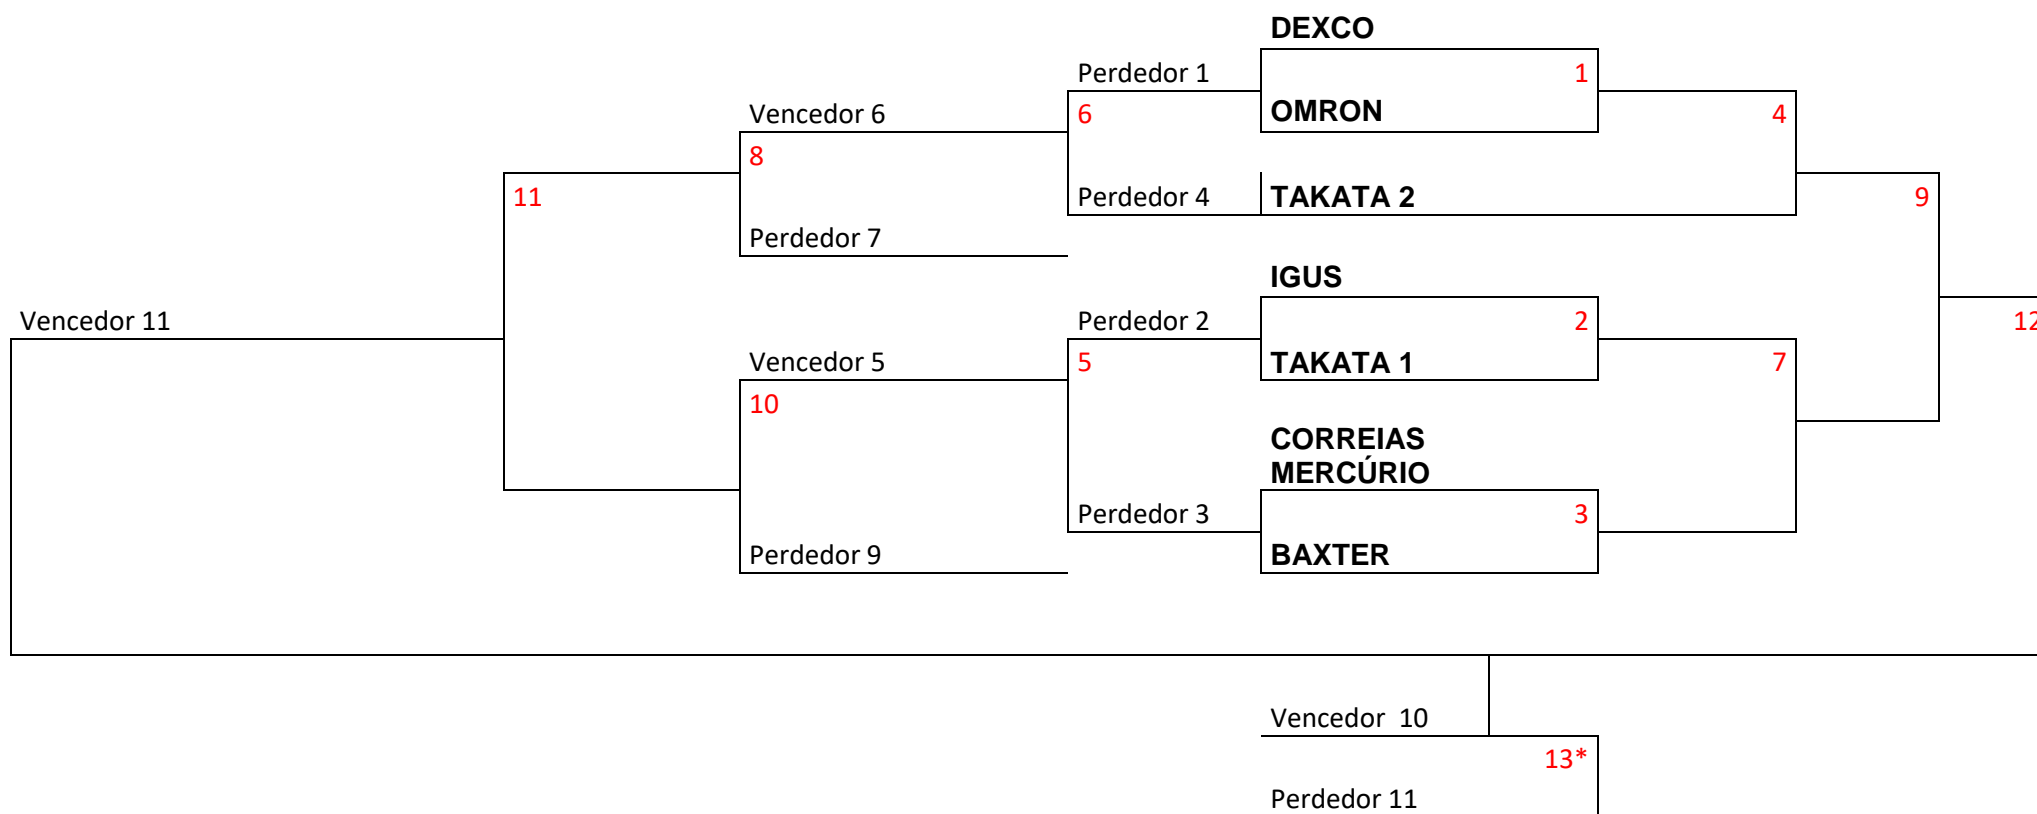 DEXCO
Perdedor 1
1
Vencedor 6
6
OMRON
4
8
11
Perdedor 4
TAKATA 2
9
Perdedor 7
IGUS
Vencedor 11
Perdedor 2
2
12
Vencedor 5
5
TAKATA 1
7
10
CORREIAS
MERCÚRIO
Perdedor 3
3
Perdedor 9
BAXTER
Vencedor  10
13*
Perdedor 11